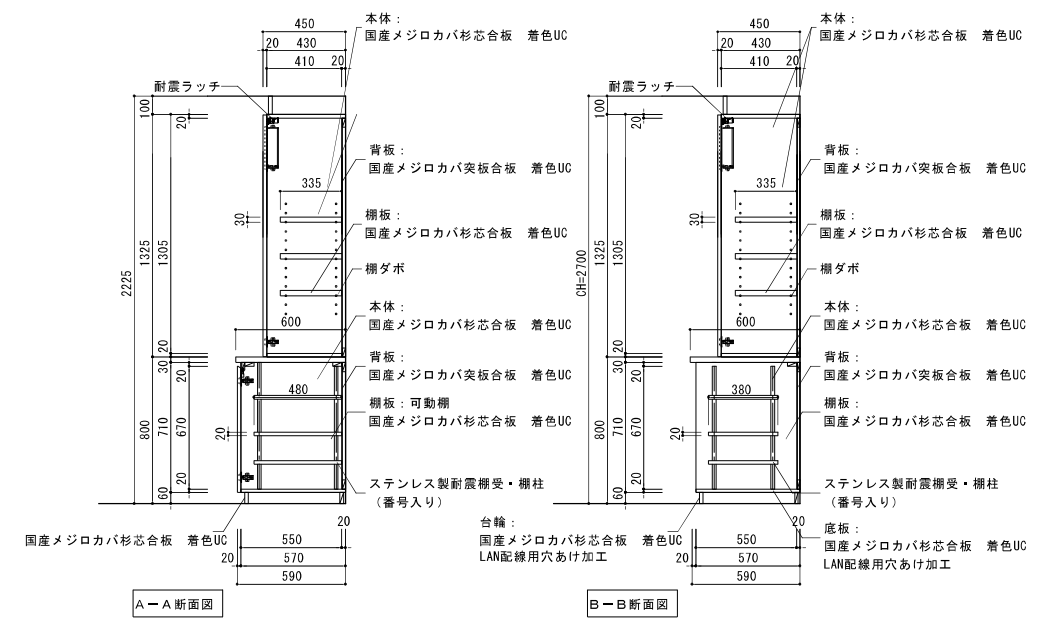 450
20 430
410 20
本体：
国産メジロカバ杉芯合板 着色UC
耐震ラッチ
100
20
背板：
国産メジロカバ突板合板 着色UC
335
30
棚板：
国産メジロカバ杉芯合板 着色UC
棚ダボ
2225
1325
1305
本体：
国産メジロカバ杉芯合板 着色UC
600
20
30
20
背板：
国産メジロカバ突板合板 着色UC
480
棚板：可動棚
国産メジロカバ杉芯合板 着色UC
800
710
670
20
20
60
ステンレス製耐震棚受・棚柱
（番号入り）
国産メジロカバ杉芯合板 着色UC
20
550
20 570
590
A－A断面図
450
20 430
410 20
本体：
国産メジロカバ杉芯合板 着色UC
耐震ラッチ
100
20
背板：
国産メジロカバ突板合板 着色UC
335
30
棚板：
国産メジロカバ杉芯合板 着色UC
棚ダボ
CH=2700
1325
1305
本体：
国産メジロカバ杉芯合板 着色UC
600
20
30
20
背板：
国産メジロカバ突板合板 着色UC
380
棚板：
国産メジロカバ杉芯合板 着色UC
800
710
670
20
20
60
ステンレス製耐震棚受・棚柱
（番号入り）
台輪：
国産メジロカバ杉芯合板 着色UC
LAN配線用穴あけ加工
20
550
20 570
590
底板：
国産メジロカバ杉芯合板 着色UC
LAN配線用穴あけ加工
B－B断面図